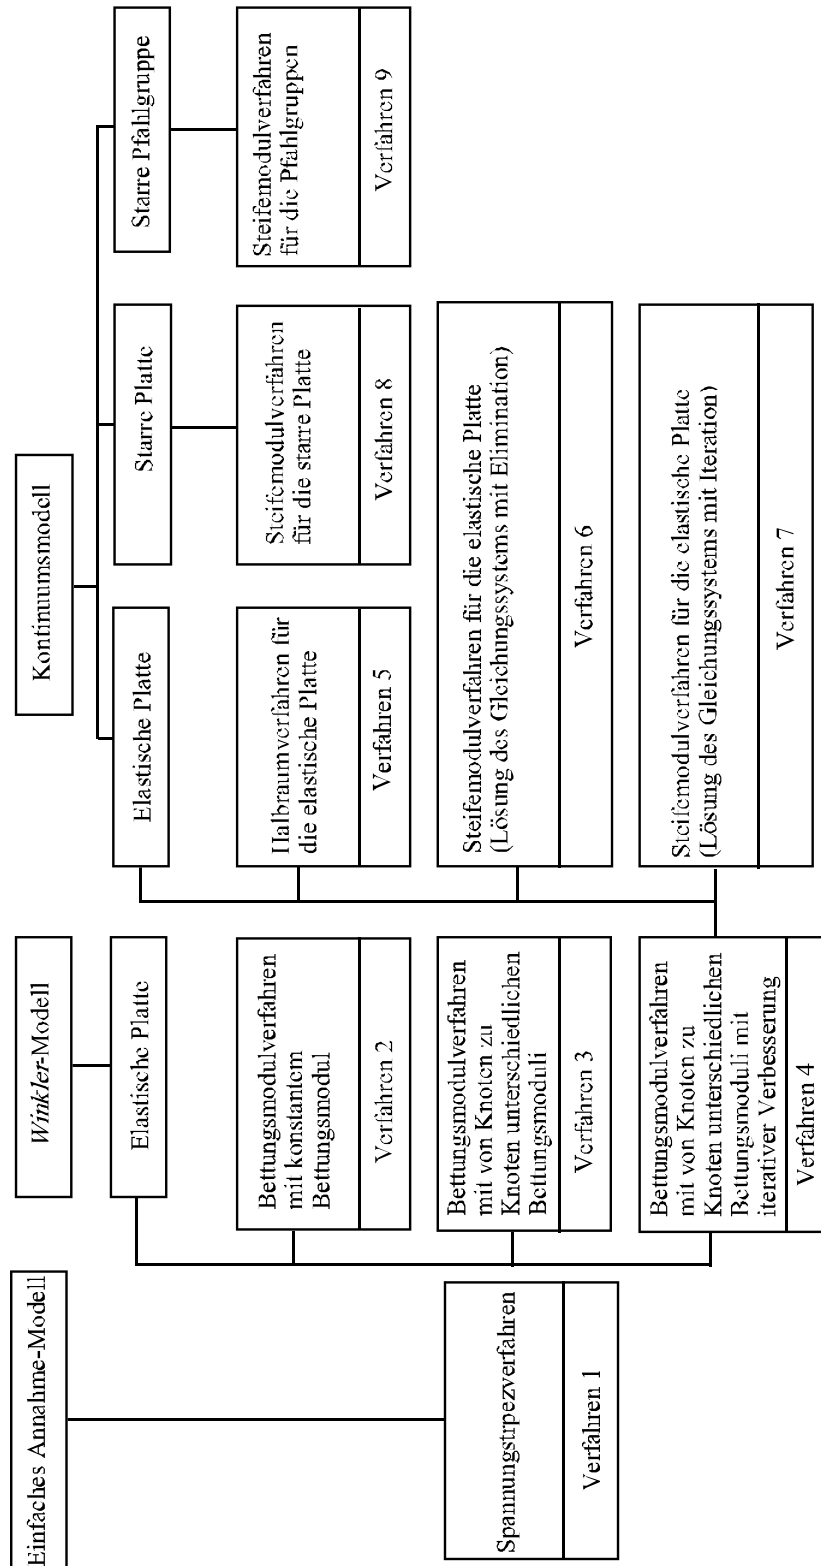 Einfaches Annahme-Modell
Spannungstrpezverfahren
Verfahren 1
Winkler-Modell
Elastische Platte
Bettungsmodulverfahren
mit konstantem
Bettungsmodul
Verfahren 2
Bettungsmodulverfahren
mit von Knoten zu
Knoten unterschiedlichen
Bettungsmoduli
Verfahren 3
Bettungsmodulverfahren
mit von Knoten zu
Knoten unterschiedlichen
Bettungsmoduli mit
iterativer Verbesserung
Verfahren 4
Kontinuumsmodell
Elastische Platte
Halbraumverfahren für
die elastische Platte
Verfahren 5
Steifemodulverfahren für die elastische Platte
(Lösung des Gleichungssystems mit Elimination)
Verfahren 6
Steifemodulverfahren für die elastische Platte
(Lösung des Gleichungssystems mit Iteration)
Verfahren 7
Starre Platte
Steifemodulverfahren
für die starre Platte
Verfahren 8
Starre Pfahlgruppe
Steifemodulverfahren
für die Pfahlgruppen
Verfahren 9